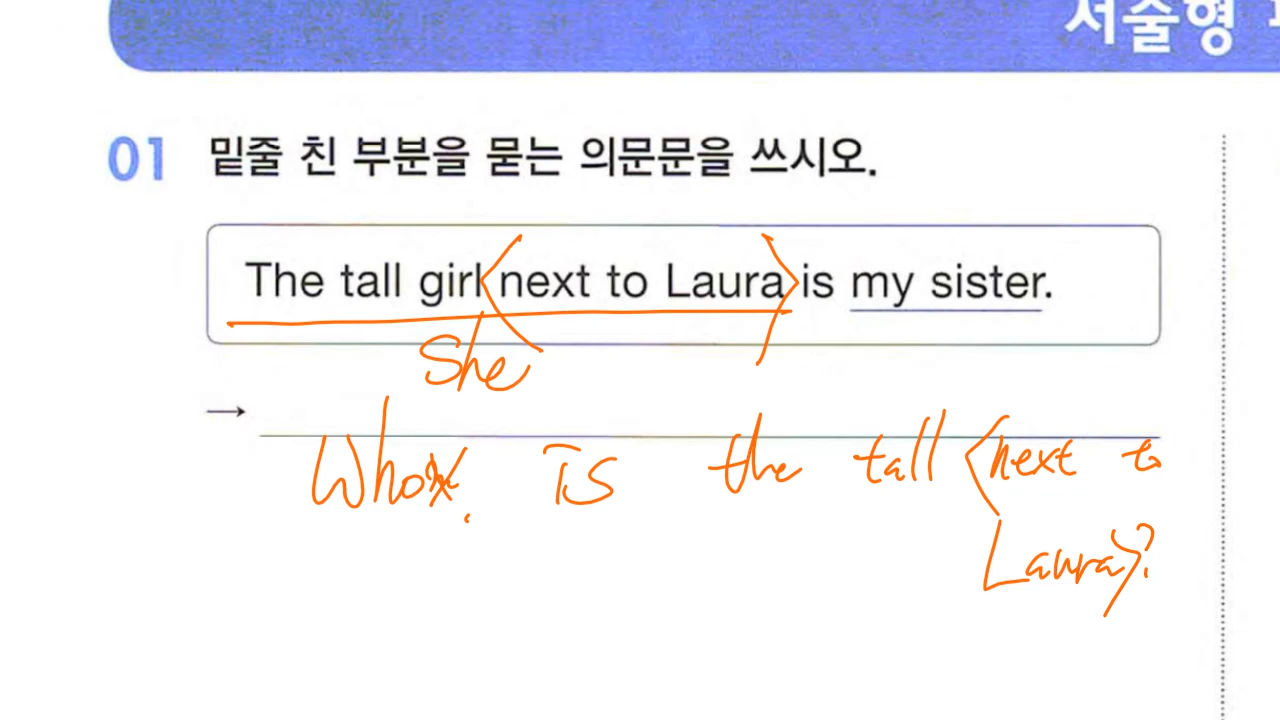 서술형
01 밑줄 친 부분을 묻는 의문문을 쓰시오.
The tall girl <next to Laura> is my sister.
She
→
Who is the tall <next to
Laura>?